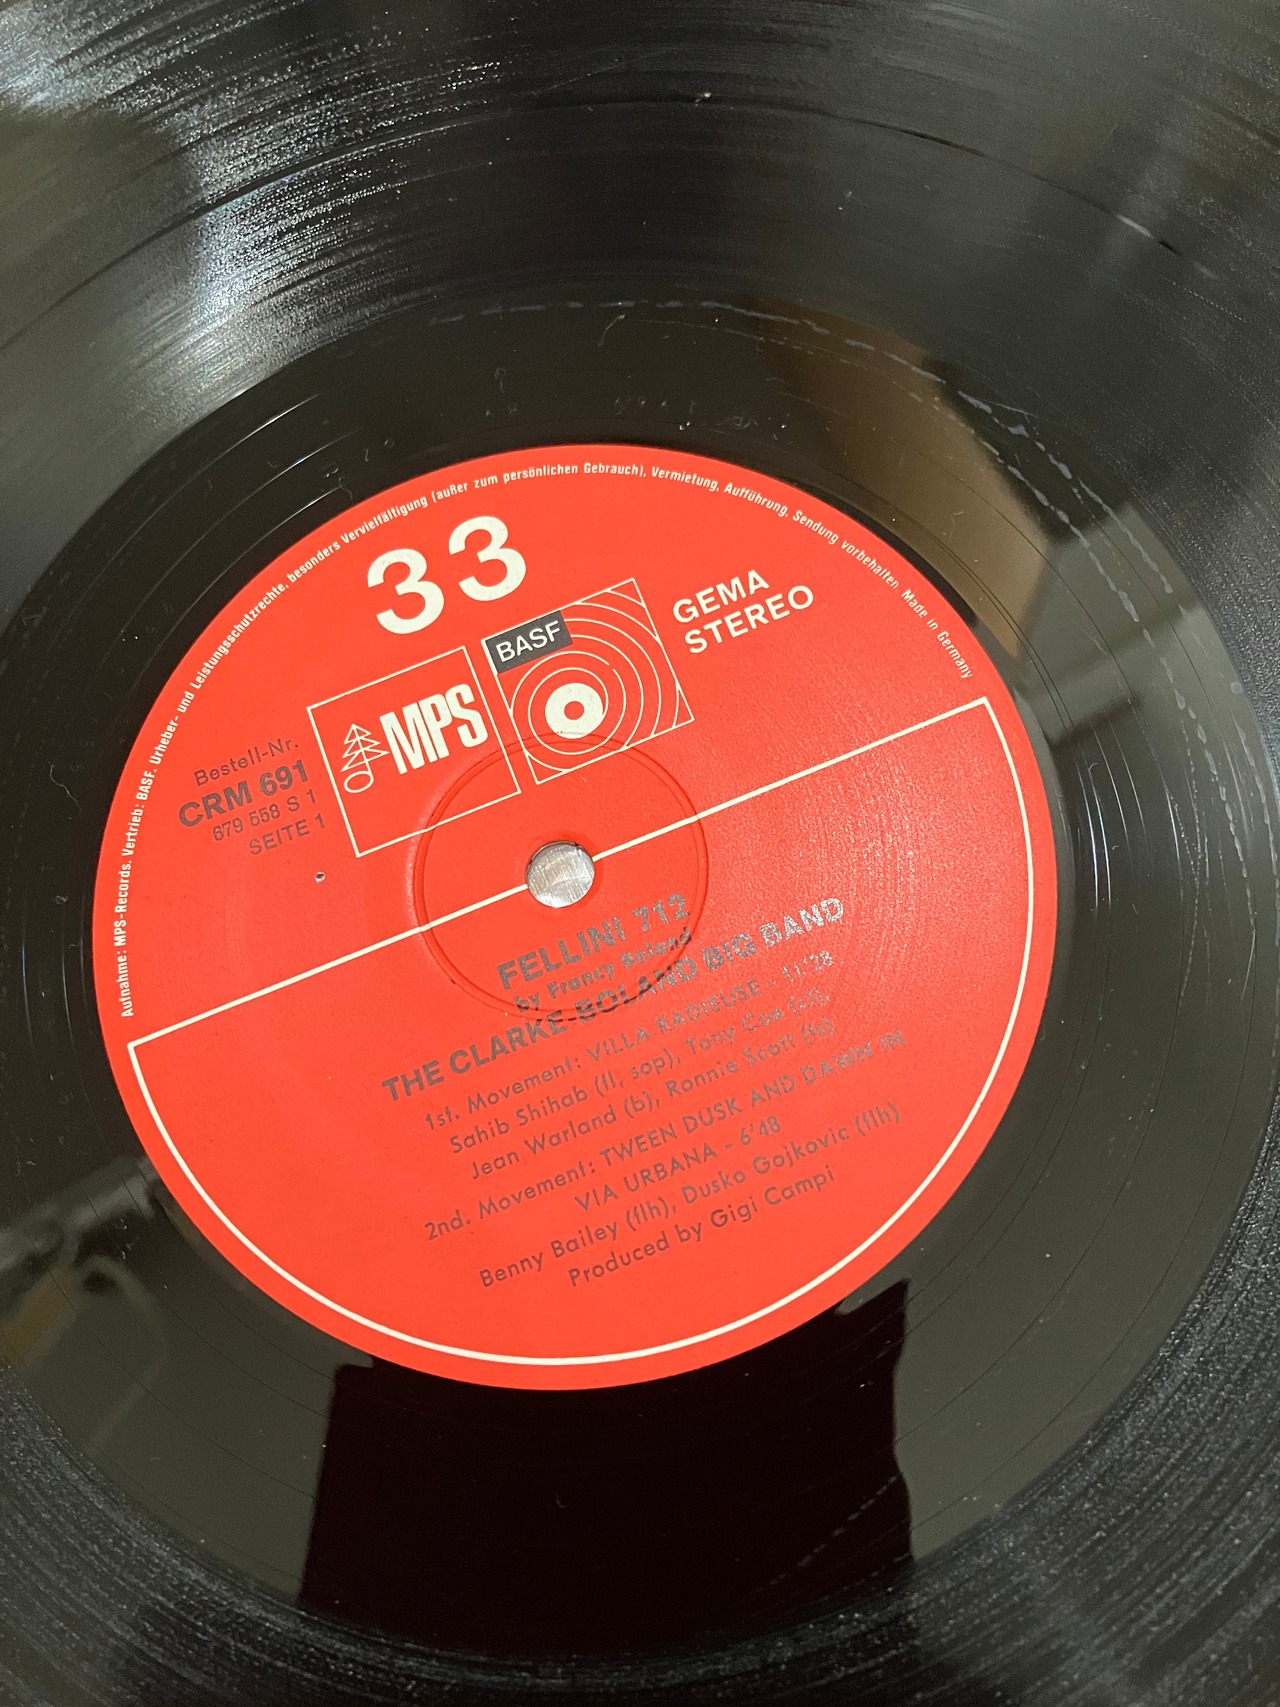 Aufnahme: MPS-Records. Vertrieb: BASF. Urheber- und Leistungsschutzrechte, besonders Vervielfältigung (außer zum persönlichen Gebrauch), Vermietung, Aufführung, Sendung vorbehalten. Made in Germany
33
MPS
BASF
GEMA
STEREO
Bestell-Nr.
CRM 691
679 558 S 1
SEITE 1
FELLINI 712
by Francy Boland
THE CLARKE-BOLAND BIG BAND
1st. Movement: VILLA RADIEUSE - 11'28
Sahib Shihab (fl, sop), Tony Coe (cl),
Jean Warland (b), Ronnie Scott (ts)
2nd. Movement: TWEEN DUSK AND DAWN IN
VIA URBANA - 6'48
Benny Bailey (flh), Dusko Gojkovic (flh)
Produced by Gigi Campi